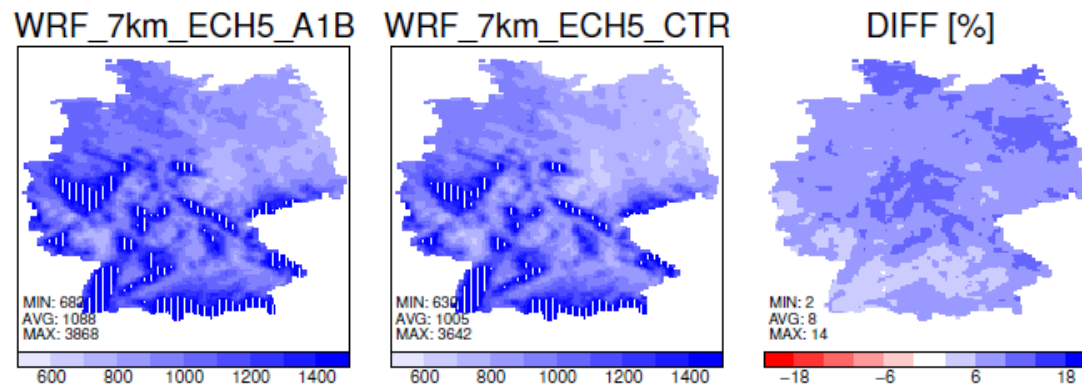 WRF_7km_ECH5_A1B
MIN: 682
AVG: 1088
MAX: 3868
600 800 1000 1200 1400
WRF_7km_ECH5_CTR
MIN: 630
AVG: 1005
MAX: 3642
600 800 1000 1200 1400
DIFF [%]
MIN: 2
AVG: 8
MAX: 14
−18 −6 6 18